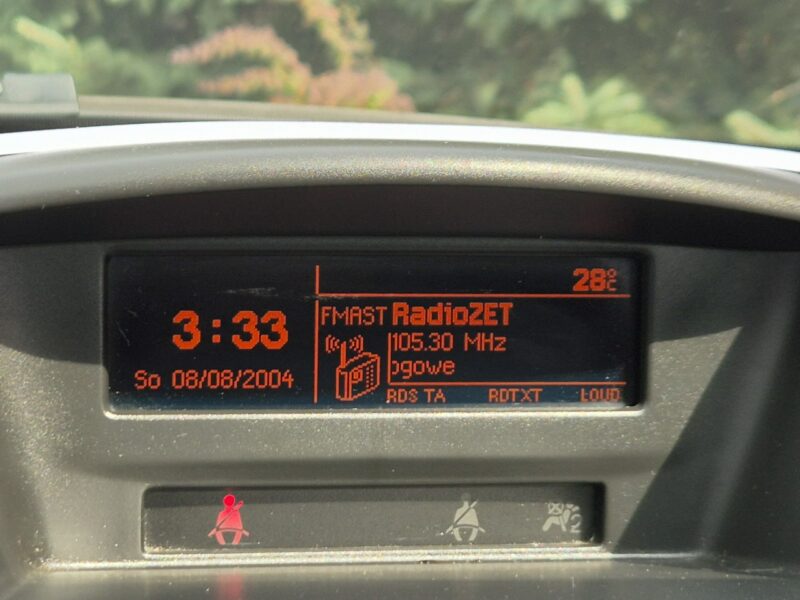 28°C
3:33
So 08/08/2004
FMAST RadioZET
105.30 MHz
ogowe
RDS TA RDTXT LOUD